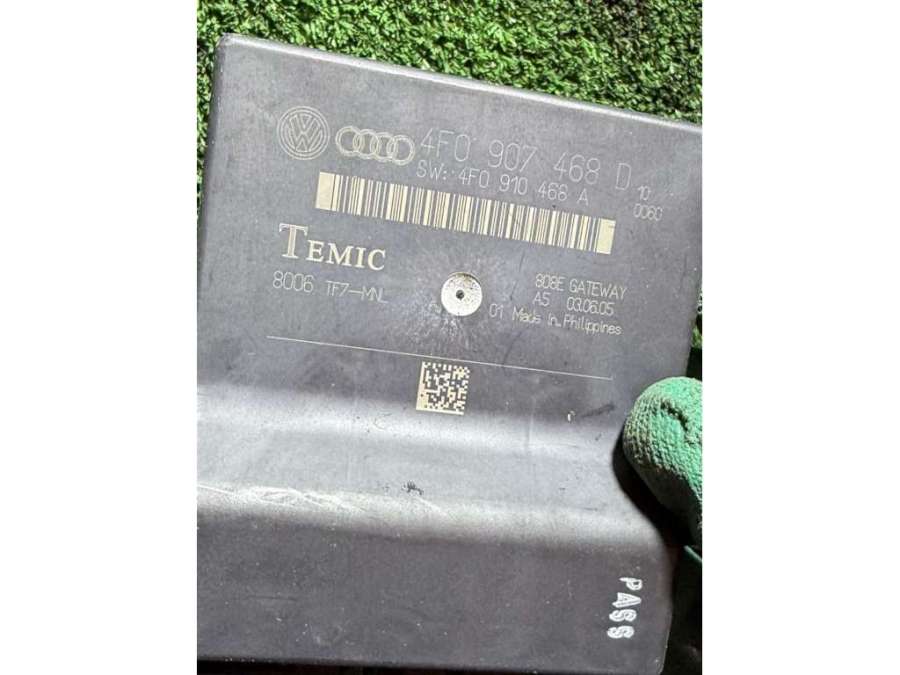 4F0 907 468 D 10
SW: 4F0 910 468 A 0060
TEMIC
8006 TF7-MNL
808E GATEWAY
A5 03.06.05
01 Made in Philippines
PASS